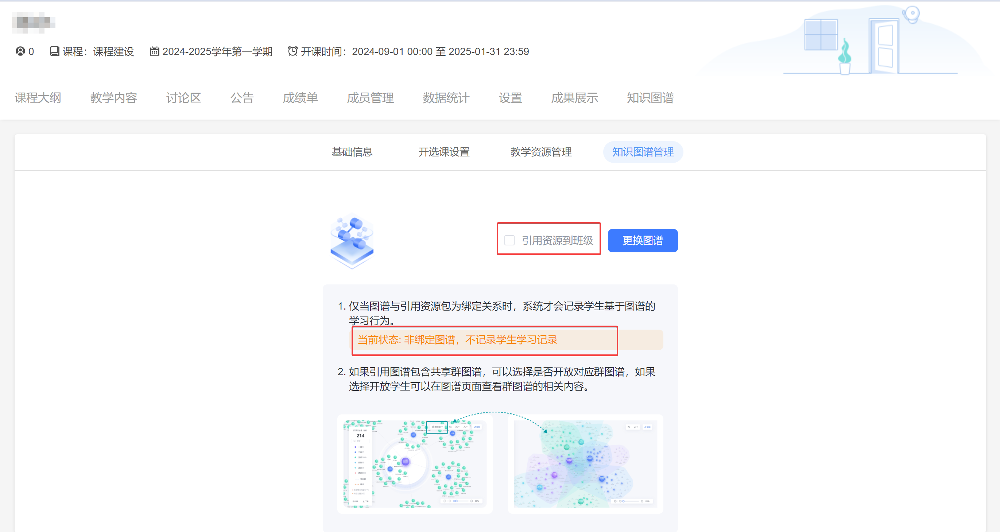 0 课程：课程建设 2024-2025学年第一学期 开课时间：2024-09-01 00:00 至 2025-01-31 23:59
课程大纲 教学内容 讨论区 公告 成绩单 成员管理 数据统计 设置 成果展示 知识图谱
基础信息 开选课设置 教学资源管理 知识图谱管理
引用资源到班级 更换图谱
1. 仅当图谱与引用资源包为绑定关系时，系统才会记录学生基于图谱的
学习行为。
当前状态: 非绑定图谱，不记录学生学习记录
2. 如果引用图谱包含共享群图谱，可以选择是否开放对应群图谱，如果
选择开放学生可以在图谱页面查看群图谱的相关内容。
214